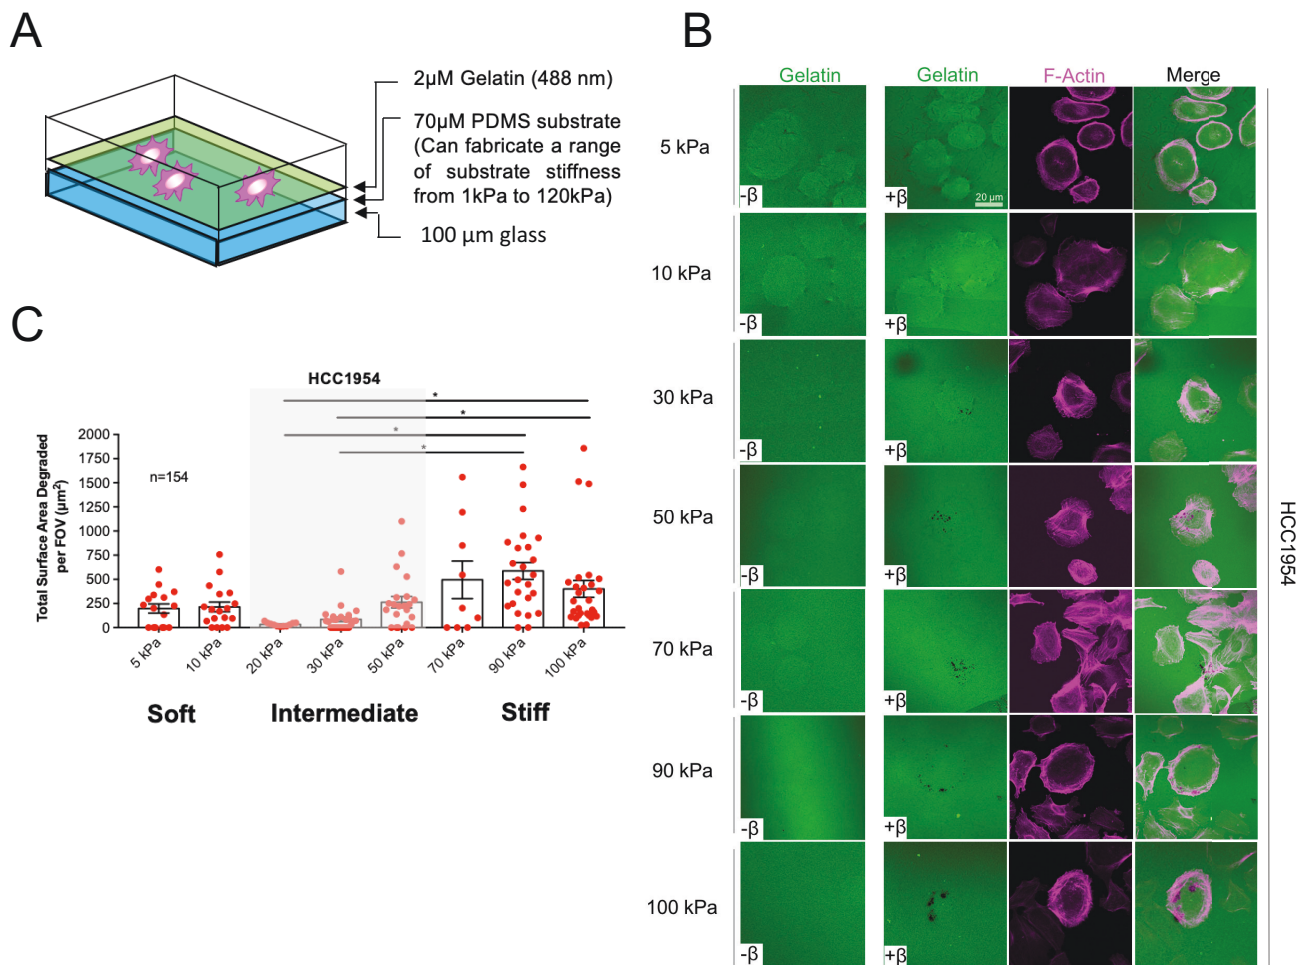 A
2µM Gelatin (488 nm)
70µM PDMS substrate
(Can fabricate a range
of substrate stiffness
from 1kPa to 120kPa)
100 µm glass
B
Gelatin
Gelatin
F-Actin
Merge
5 kPa
-β
+β
20 µm
10 kPa
-β
+β
30 kPa
-β
+β
50 kPa
-β
+β
70 kPa
-β
+β
90 kPa
-β
+β
100 kPa
-β
+β
HCC1954
C
HCC1954
*
*
*
*
Total Surface Area Degraded
per FOV (µm²)
2000
1750
1500
1250
1000
750
500
250
0
n=154
5 kPa
10 kPa
20 kPa
30 kPa
50 kPa
70 kPa
90 kPa
100 kPa
Soft
Intermediate
Stiff